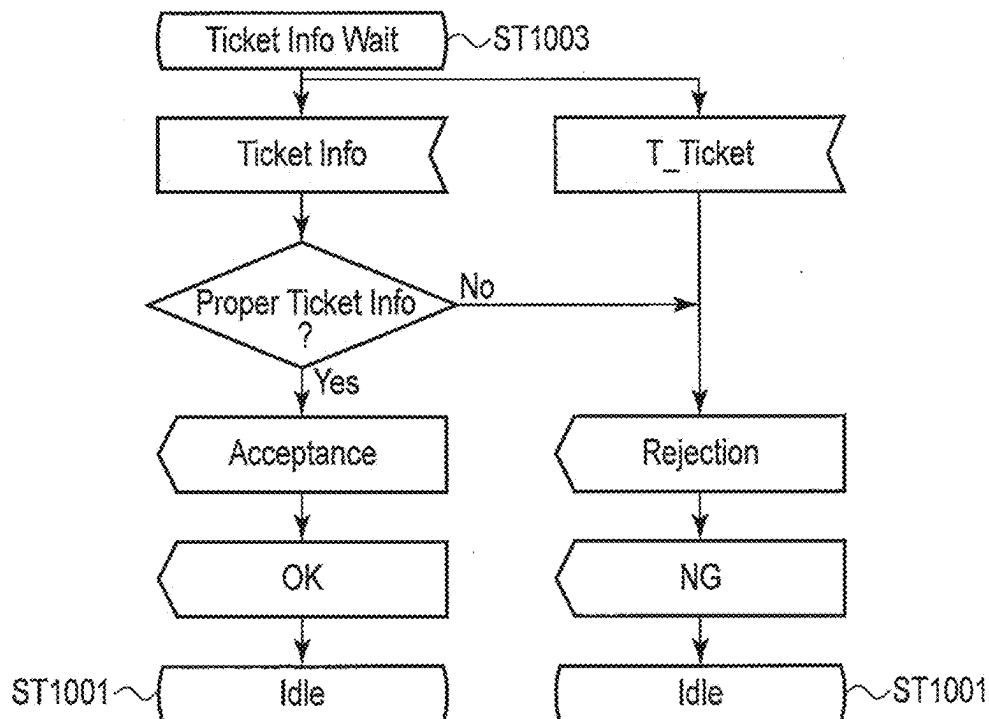 Ticket Info Wait
ST1003
Ticket Info
T_Ticket
Proper Ticket Info
?
No
Yes
Acceptance
Rejection
OK
NG
ST1001
Idle
Idle
ST1001